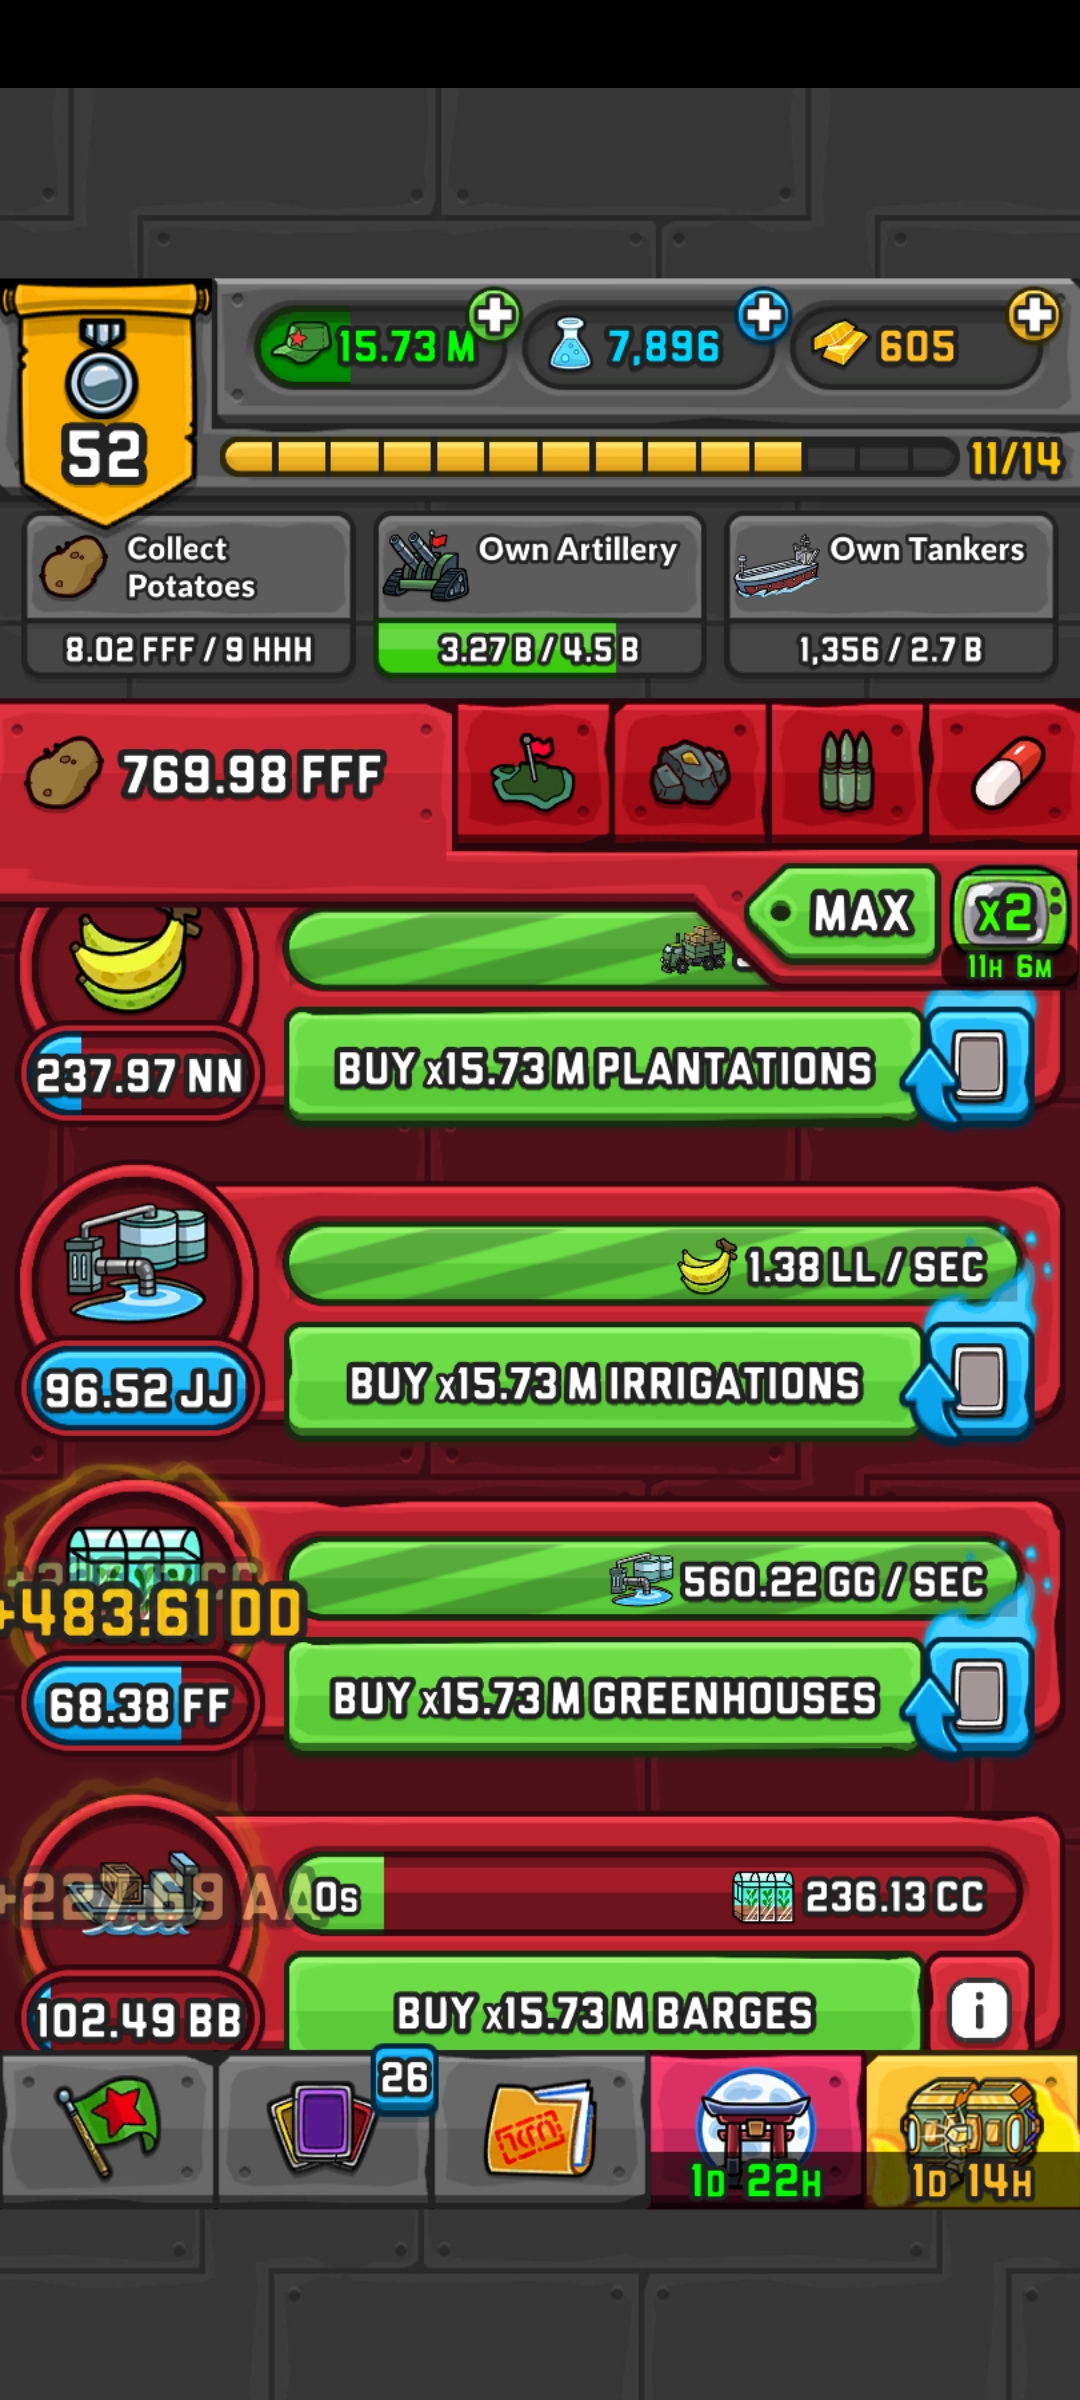 15.73 M
7,896
605
52
11/14
Collect
Potatoes
8.02 FFF / 9 HHH
Own Artillery
3.27 B / 4.5 B
Own Tankers
1,356 / 2.7 B
769.98 FFF
MAX
x2
11H 6M
237.97 NN
BUY x15.73 M PLANTATIONS
1.38 LL / SEC
96.52 JJ
BUY x15.73 M IRRIGATIONS
560.22 GG / SEC
+483.61 DD
68.38 FF
BUY x15.73 M GREENHOUSES
+227.69 AA
0s
236.13 CC
102.49 BB
BUY x15.73 M BARGES
i
26
1D 22H
1D 14H